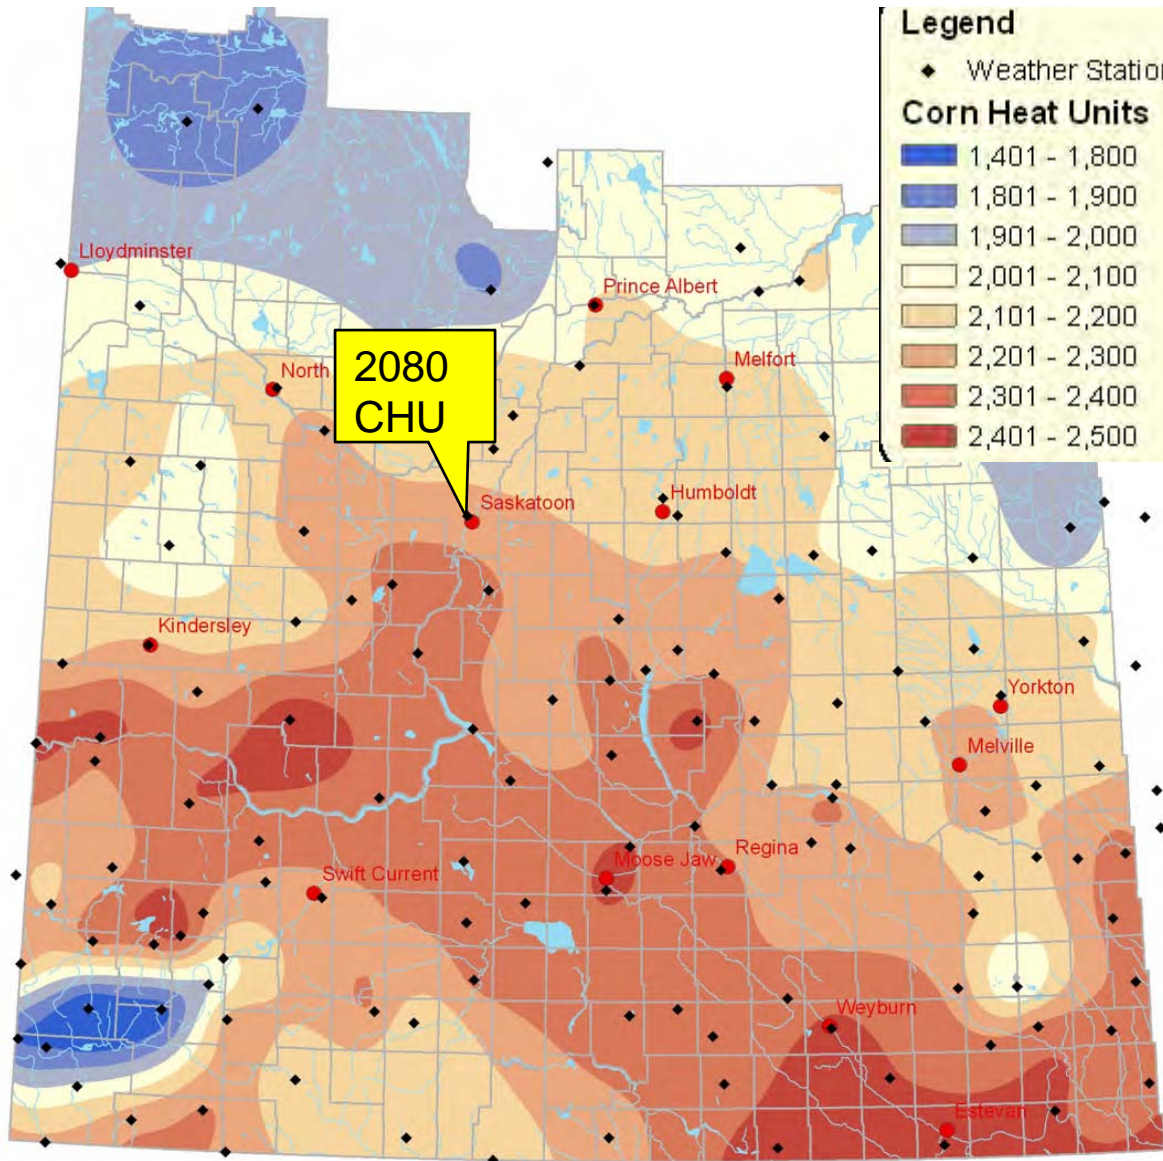 Legend
Weather Statio
Corn Heat Units
1,401 - 1,800
1,801 - 1,900
1,901 - 2,000
2,001 - 2,100
2,101 - 2,200
2,201 - 2,300
2,301 - 2,400
2,401 - 2,500
Lloydminster
Prince Albert
North
2080
CHU
Melfort
Saskatoon
Humboldt
Kindersley
Yorkton
Melville
Swift Current
Moose Jaw
Regina
Weyburn
Estevan